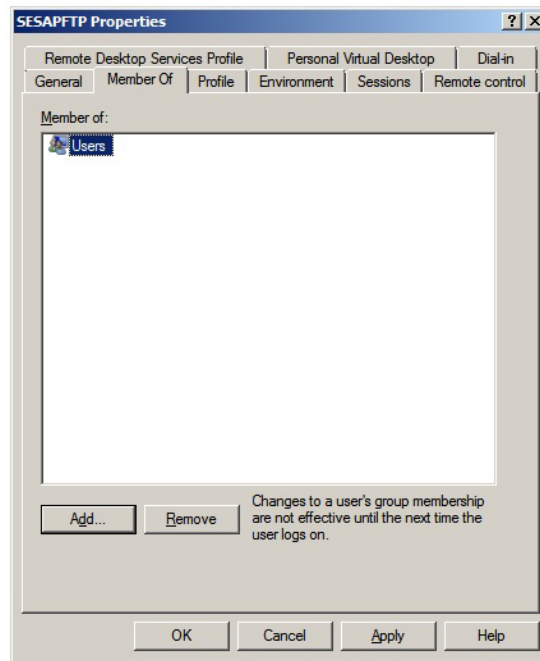 SESAPFTP Properties
Remote Desktop Services Profile Personal Virtual Desktop Dial-in
General Member Of Profile Environment Sessions Remote control
Member of:
Users
Add... Remove
Changes to a user's group membership
are not effective until the next time the
user logs on.
OK Cancel Apply Help